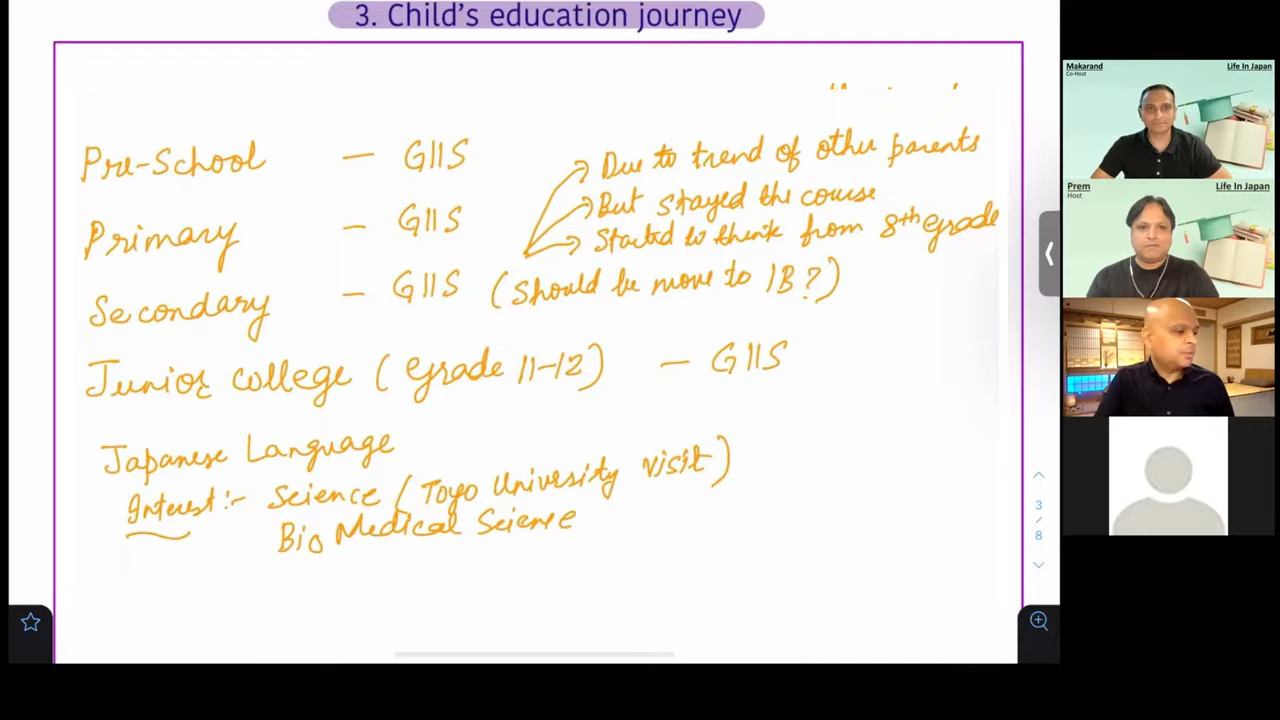 3. Child's education journey
Pre-School — GIIS
Due to trend of other parents
But stayed the course
Started to think from 8th grade
Primary — GIIS
Secondary — GIIS (Should be move to IB?)
Junior college (Grade 11-12) — GIIS
Japanese Language
Interest:- Science (Toyo University visit)
Bio Medical Science
3
/
8
Makarand
Co-Host
Life In Japan
Prem
Host
Life In Japan